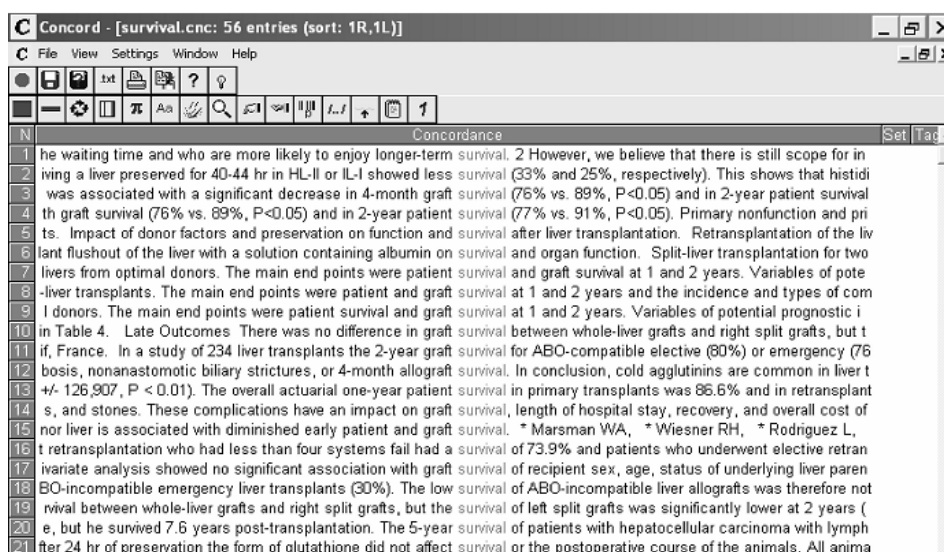 C Concord - [survival.cnc: 56 entries (sort: 1R,1L)]
C File View Settings Window Help
.txt ?
π Aa 1
N Concordance Set Tag
1 he waiting time and who are more likely to enjoy longer-term survival. 2 However, we believe that there is still scope for in
2 iving a liver preserved for 40-44 hr in HL-II or IL-I showed less survival (33% and 25%, respectively). This shows that histidi
3 was associated with a significant decrease in 4-month graft survival (76% vs. 89%, P<0.05) and in 2-year patient survival
4 th graft survival (76% vs. 89%, P<0.05) and in 2-year patient survival (77% vs. 91%, P<0.05). Primary nonfunction and pri
5 ts. Impact of donor factors and preservation on function and survival after liver transplantation. Retransplantation of the liv
6 lant flushout of the liver with a solution containing albumin on survival and organ function. Split-liver transplantation for two
7 livers from optimal donors. The main end points were patient survival and graft survival at 1 and 2 years. Variables of pote
8 -liver transplants. The main end points were patient and graft survival at 1 and 2 years and the incidence and types of com
9 l donors. The main end points were patient survival and graft survival at 1 and 2 years. Variables of potential prognostic i
10 in Table 4. Late Outcomes There was no difference in graft survival between whole-liver grafts and right split grafts, but t
11 if, France. In a study of 234 liver transplants the 2-year graft survival for ABO-compatible elective (80%) or emergency (76
12 bosis, nonanastomotic biliary strictures, or 4-month allograft survival. In conclusion, cold agglutinins are common in liver t
13 +/- 126,907, P < 0.01). The overall actuarial one-year patient survival in primary transplants was 86.6% and in retransplant
14 s, and stones. These complications have an impact on graft survival, length of hospital stay, recovery, and overall cost of
15 nor liver is associated with diminished early patient and graft survival. * Marsman WA, * Wiesner RH, * Rodriguez L,
16 t retransplantation who had less than four systems fail had a survival of 73.9% and patients who underwent elective retran
17 ivariate analysis showed no significant association with graft survival of recipient sex, age, status of underlying liver paren
18 BO-incompatible emergency liver transplants (30%). The low survival of ABO-incompatible liver allografts was therefore not
19 rvival between whole-liver grafts and right split grafts, but the survival of left split grafts was significantly lower at 2 years (
20 e, but he survived 7.6 years post-transplantation. The 5-year survival of patients with hepatocellular carcinoma with lymph
21 fter 24 hr of preservation the form of glutathione did not affect survival or the postoperative course of the animals. All anima